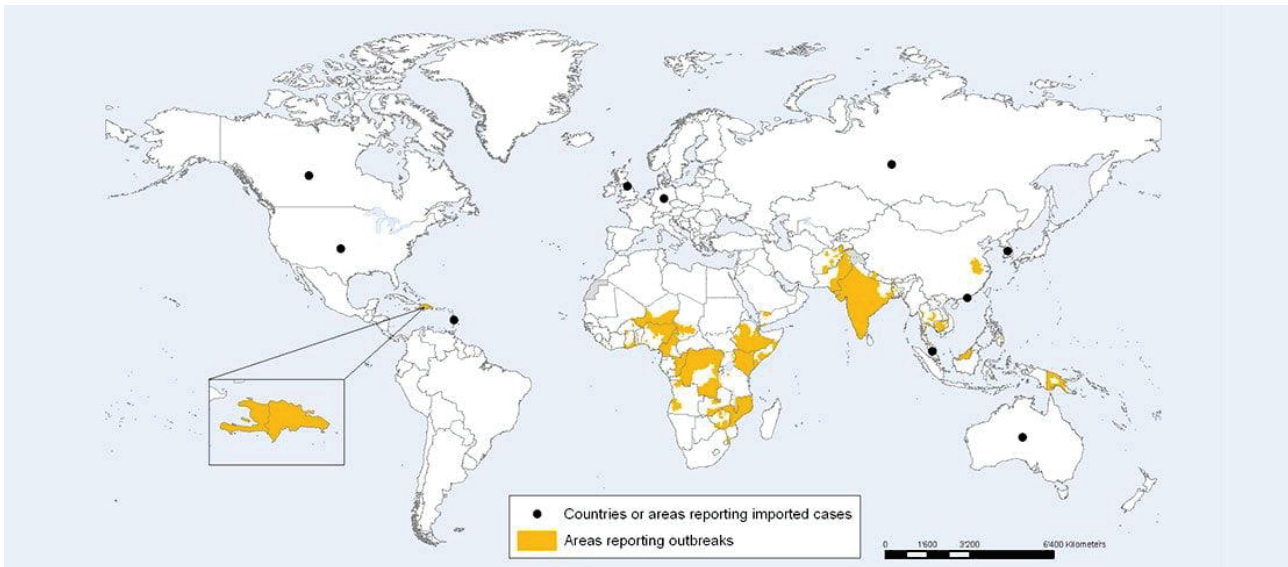 Countries or areas reporting imported cases
Areas reporting outbreaks
0 1'600 3'200 6'400 Kilometers